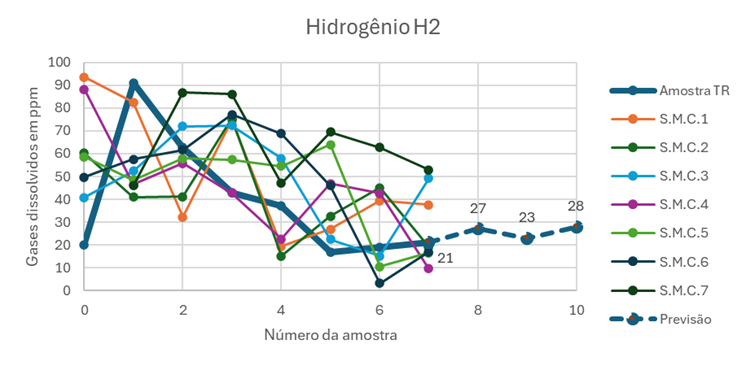 Hidrogênio H2
Gases dissolvidos em ppm
100
90
80
70
60
50
40
30
20
10
0
27
23
28
21
0
2
4
6
8
10
Número da amostra
Amostra TR
S.M.C.1
S.M.C.2
S.M.C.3
S.M.C.4
S.M.C.5
S.M.C.6
S.M.C.7
Previsão